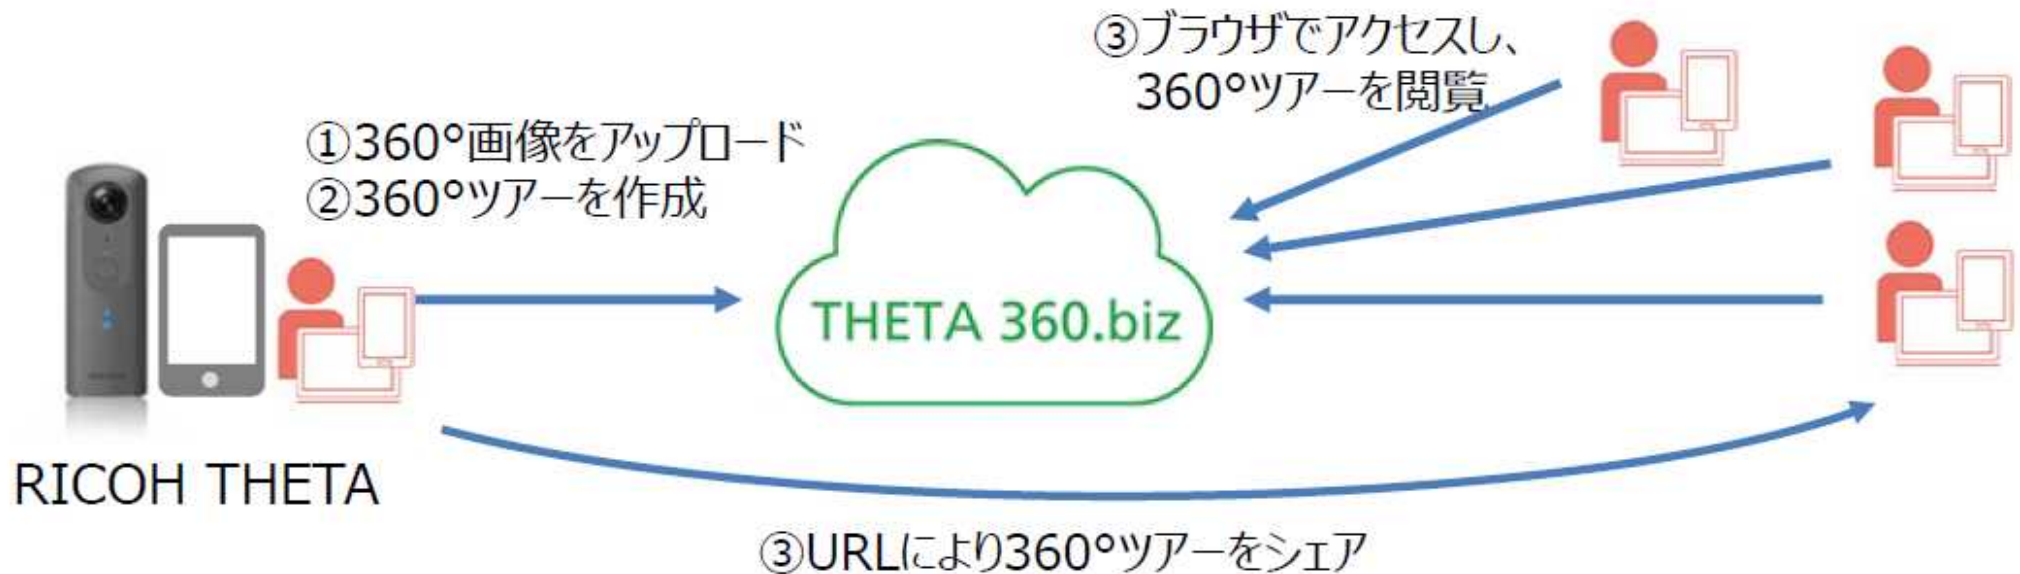 ③ブラウザでアクセスし、
360°ツアーを閲覧
①360°画像をアップロード
②360°ツアーを作成
THETA 360.biz
RICOH THETA
③URLにより360°ツアーをシェア